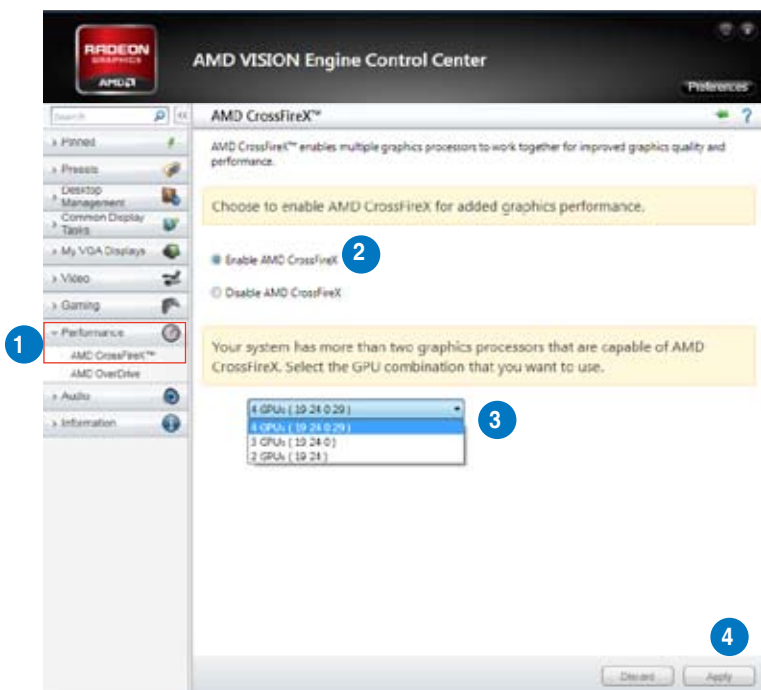 RADEON
GRAPHICS
AMD
AMD VISION Engine Control Center
Preferences
Search
AMD CrossFireX™
Pinned
AMD CrossFireX™ enables multiple graphics processors to work together for improved graphics quality and
performance.
Presets
Desktop
Management
Choose to enable AMD CrossFireX for added graphics performance.
Common Display
Tasks
My VGA Displays
Enable AMD CrossFireX
2
Video
Disable AMD CrossFireX
Gaming
1
Performance
AMD CrossFireX™
AMD OverDrive
Your system has more than two graphics processors that are capable of AMD
CrossFireX. Select the GPU combination that you want to use.
Audio
Information
4 GPUs ( 19 24 0 29 )
3
4 GPUs ( 19 24 0 29 )
3 GPUs ( 19 24 0 )
2 GPUs ( 19 24 )
4
Discard
Apply